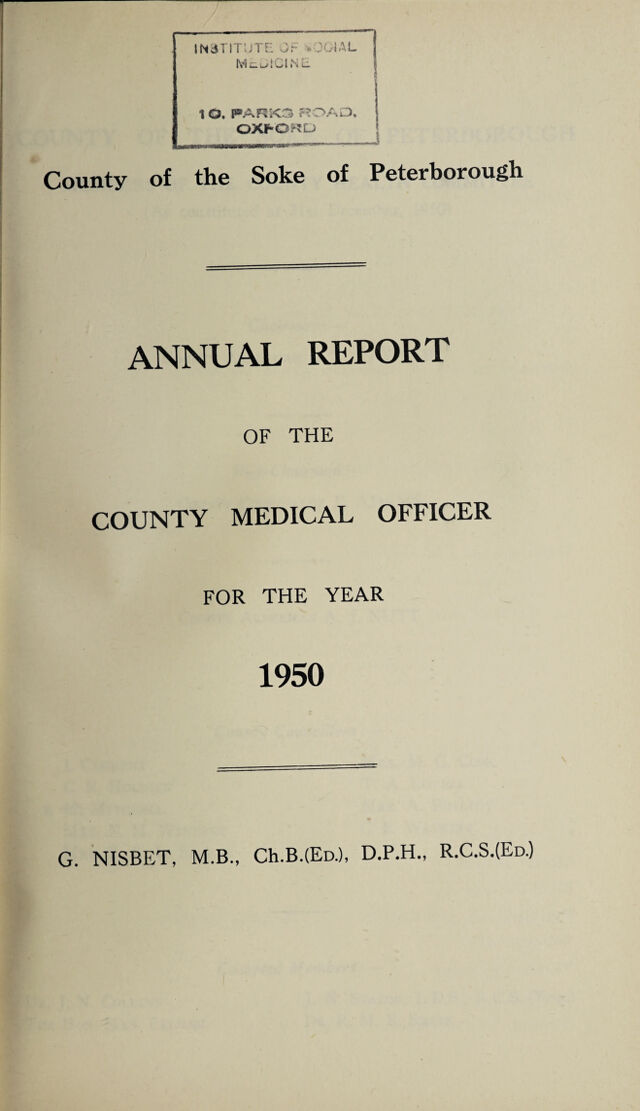 INSTITUTE OF SOCIAL
MEDICINE
10, PARKS ROAD,
OXFORD
County of the Soke of Peterborough
ANNUAL REPORT
OF THE
COUNTY MEDICAL OFFICER
FOR THE YEAR
1950
G. NISBET, M.B., Ch.B.(ED.), D.P.H., R.C.S.(ED.)